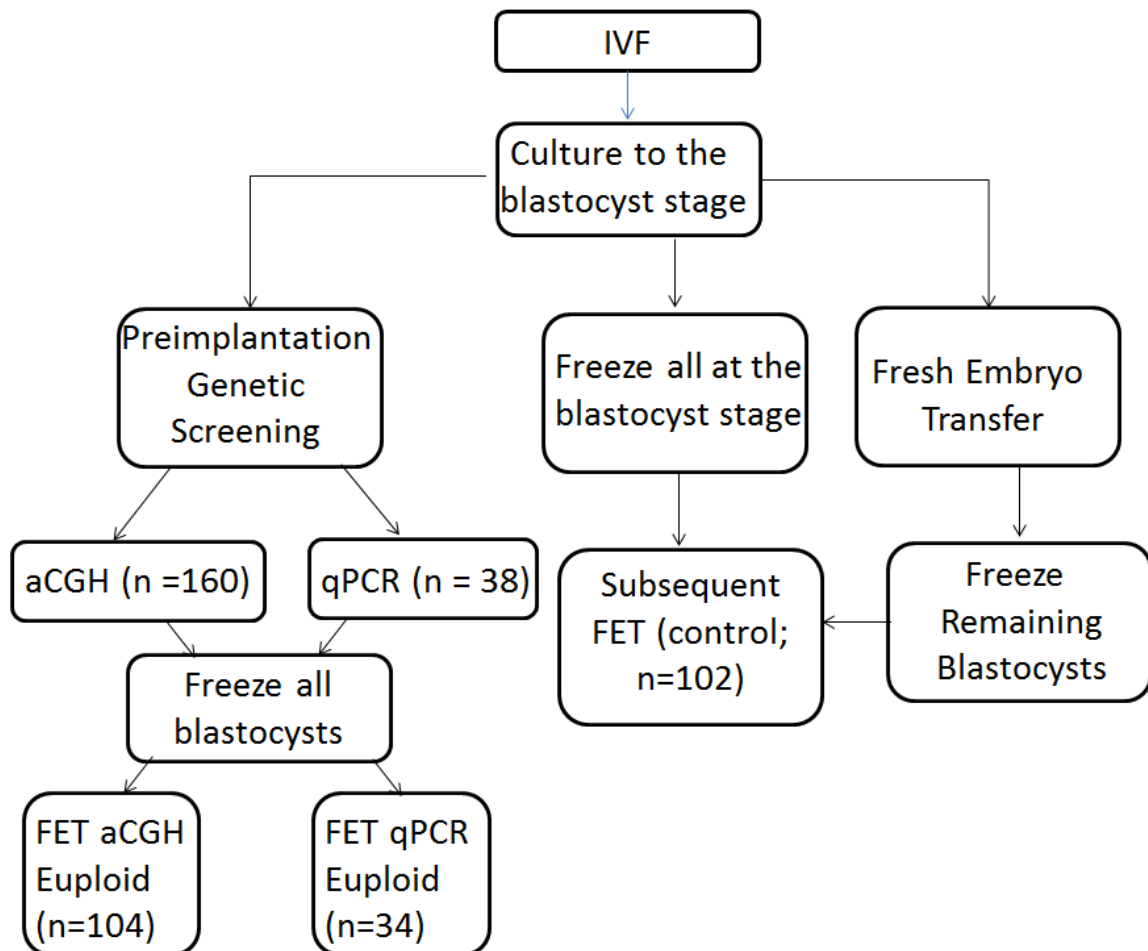 IVF
Culture to the
blastocyst stage
Preimplantation
Genetic
Screening
Freeze all at the
blastocyst stage
Fresh Embryo
Transfer
aCGH (n =160)
qPCR (n = 38)
Subsequent
FET (control;
n=102)
Freeze
Remaining
Blastocysts
Freeze all
blastocysts
FET aCGH
Euploid
(n=104)
FET qPCR
Euploid
(n=34)